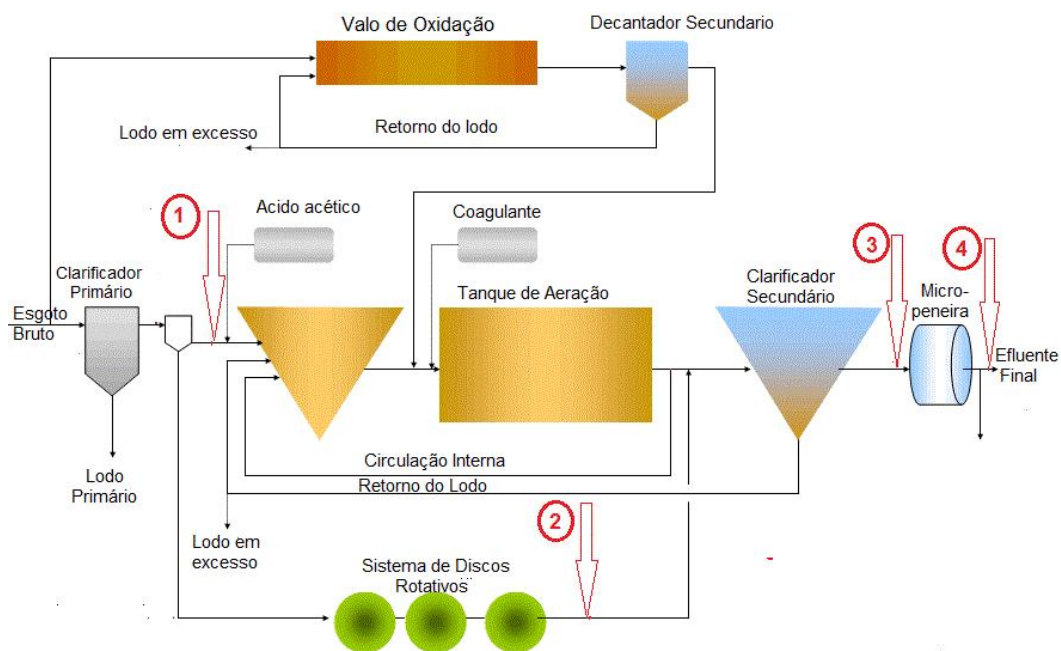 Valo de Oxidação
Decantador Secundario
Lodo em excesso
Retorno do lodo
1
Acido acético
Coagulante
3
4
Clarificador
Primário
Tanque de Aeração
Clarificador
Secundário
Micro-
peneira
Esgoto
Bruto
Efluente
Final
Circulação Interna
Retorno do Lodo
Lodo
Primário
2
Lodo em
excesso
Sistema de Discos
Rotativos